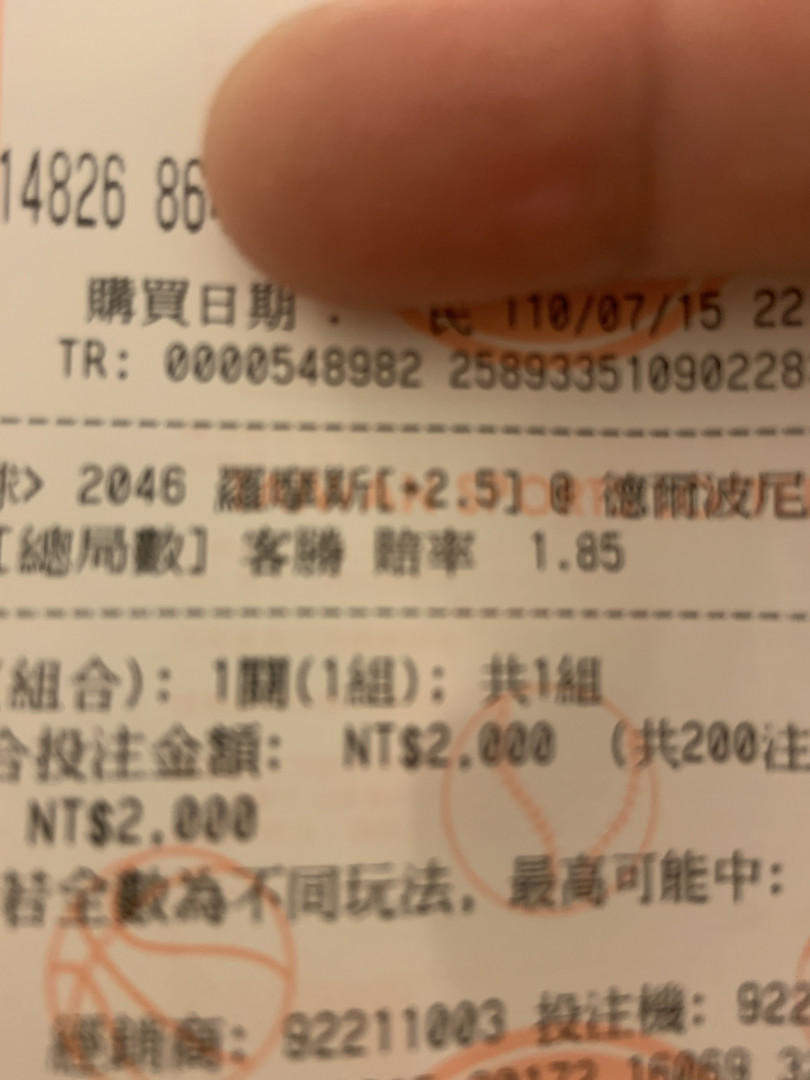 14826 86
購買日期 : 民 110/07/15 22
TR: 0000548982 25893351090228
球> 2046 羅摩斯[+2.5] @ 德爾波尼
[總局數] 客勝 賠率 1.85
(組合): 1關(1組): 共1組
合投注金額: NT$2,000 (共200注
NT$2,000
若全數為不同玩法, 最高可能中:
經銷商: 92211003 投注機: 922
16069